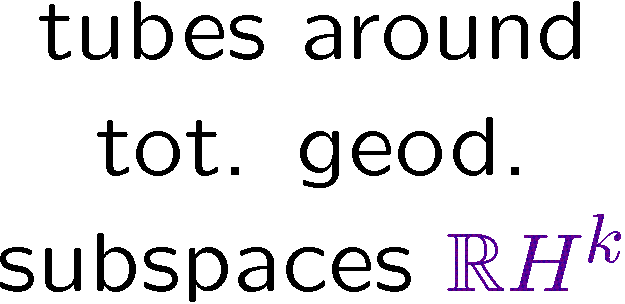 tubes around
tot. geod.
subspaces ℝH^k